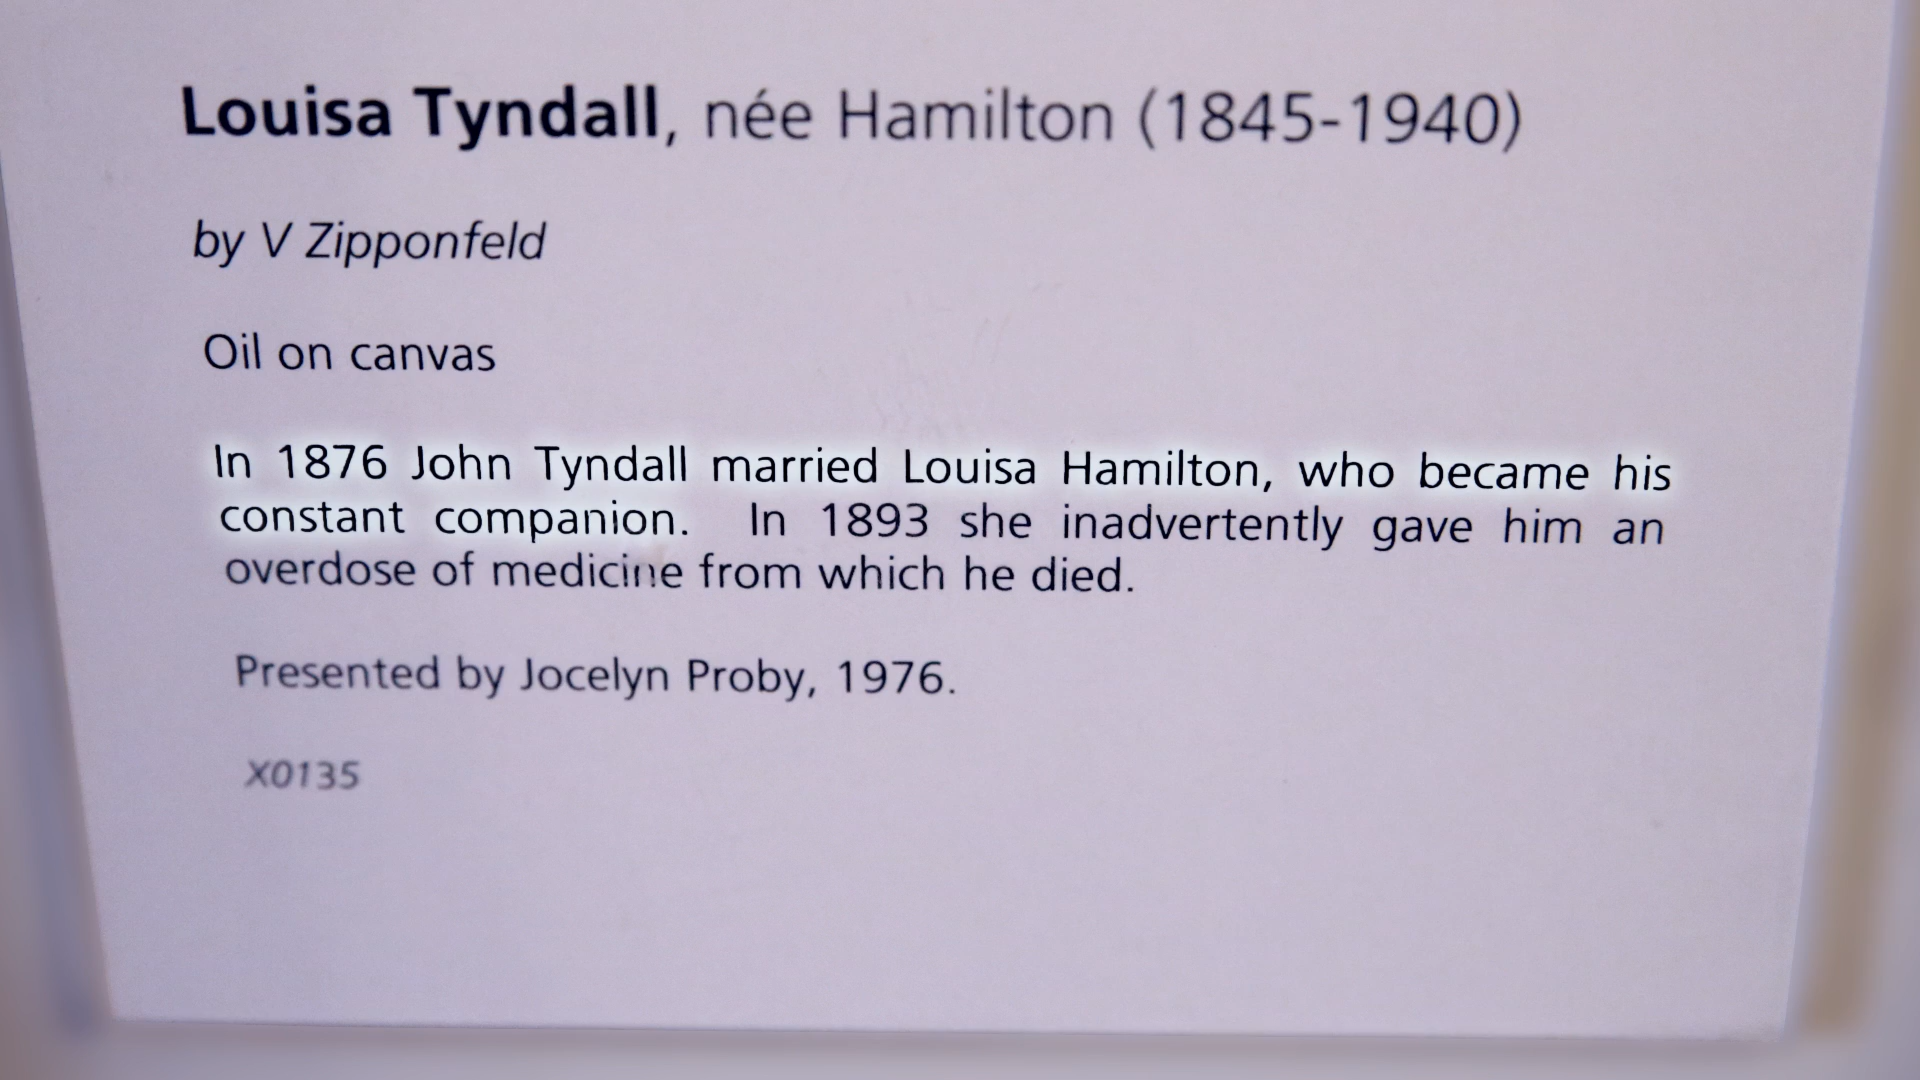 Louisa Tyndall, née Hamilton (1845-1940)
by V Zipponfeld
Oil on canvas
In 1876 John Tyndall married Louisa Hamilton, who became his
constant companion. In 1893 she inadvertently gave him an
overdose of medicine from which he died.
Presented by Jocelyn Proby, 1976.
X0135